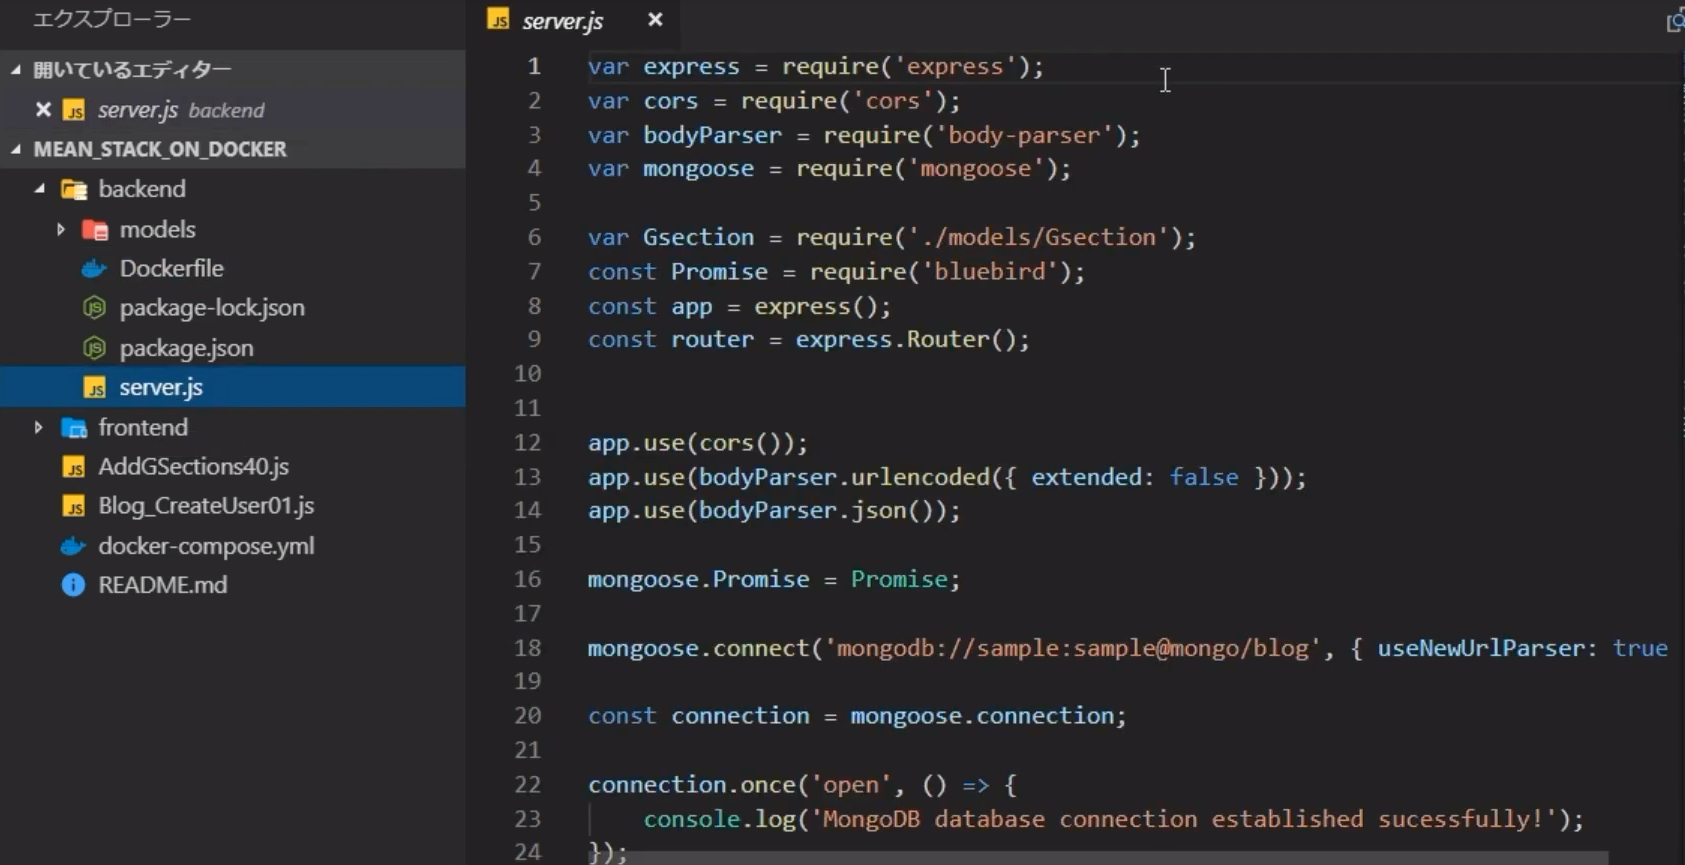 エクスプローラー
開いているエディター
server.js backend
MEAN_STACK_ON_DOCKER
backend
models
Dockerfile
package-lock.json
package.json
server.js
frontend
AddGSections40.js
Blog_CreateUser01.js
docker-compose.yml
README.md
server.js
1 var express = require('express');
2 var cors = require('cors');
3 var bodyParser = require('body-parser');
4 var mongoose = require('mongoose');
5
6 var Gsection = require('./models/Gsection');
7 const Promise = require('bluebird');
8 const app = express();
9 const router = express.Router();
10
11
12 app.use(cors());
13 app.use(bodyParser.urlencoded({ extended: false }));
14 app.use(bodyParser.json());
15
16 mongoose.Promise = Promise;
17
18 mongoose.connect('mongodb://sample:sample@mongo/blog', { useNewUrlParser: true
19
20 const connection = mongoose.connection;
21
22 connection.once('open', () => {
23 console.log('MongoDB database connection established sucessfully!');
24 });